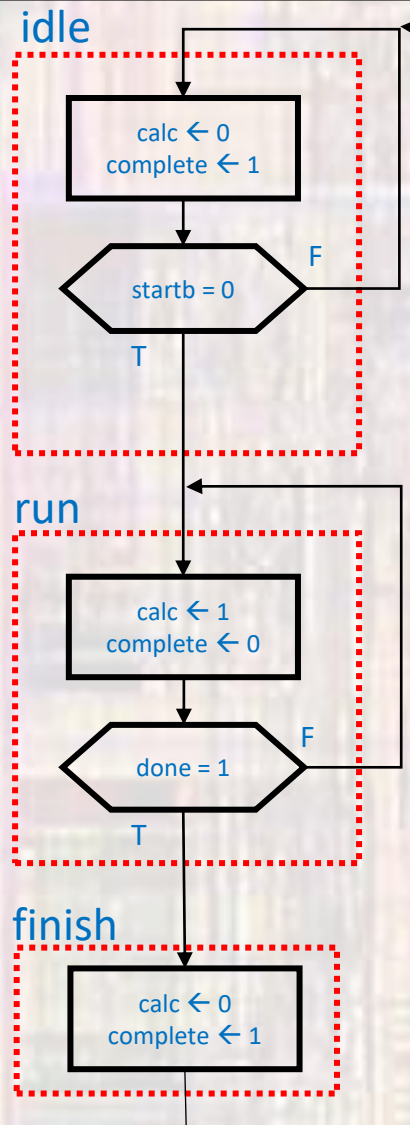 idle
calc ← 0
complete ← 1
F
startb = 0
T
run
calc ← 1
complete ← 0
F
done = 1
T
finish
calc ← 0
complete ← 1